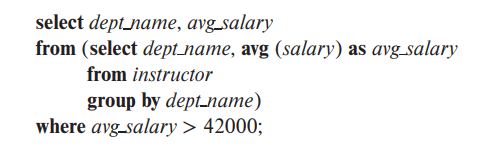 select dept_name, avg_salary
from (select dept_name, avg (salary) as avg_salary
from instructor
group by dept_name)
where avg_salary > 42000;